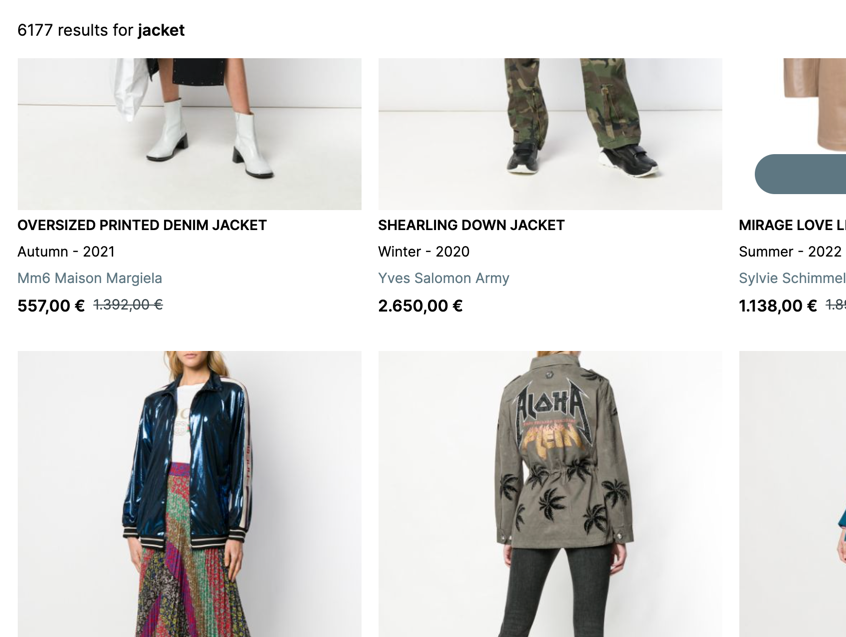 6177 results for jacket
OVERSIZED PRINTED DENIM JACKET
Autumn - 2021
Mm6 Maison Margiela
557,00 € 1.392,00 €
SHEARLING DOWN JACKET
Winter - 2020
Yves Salomon Army
2.650,00 €
MIRAGE LOVE
Summer - 2022
Sylvie Schimmel
1.138,00 €
ALOHA
PLEIN